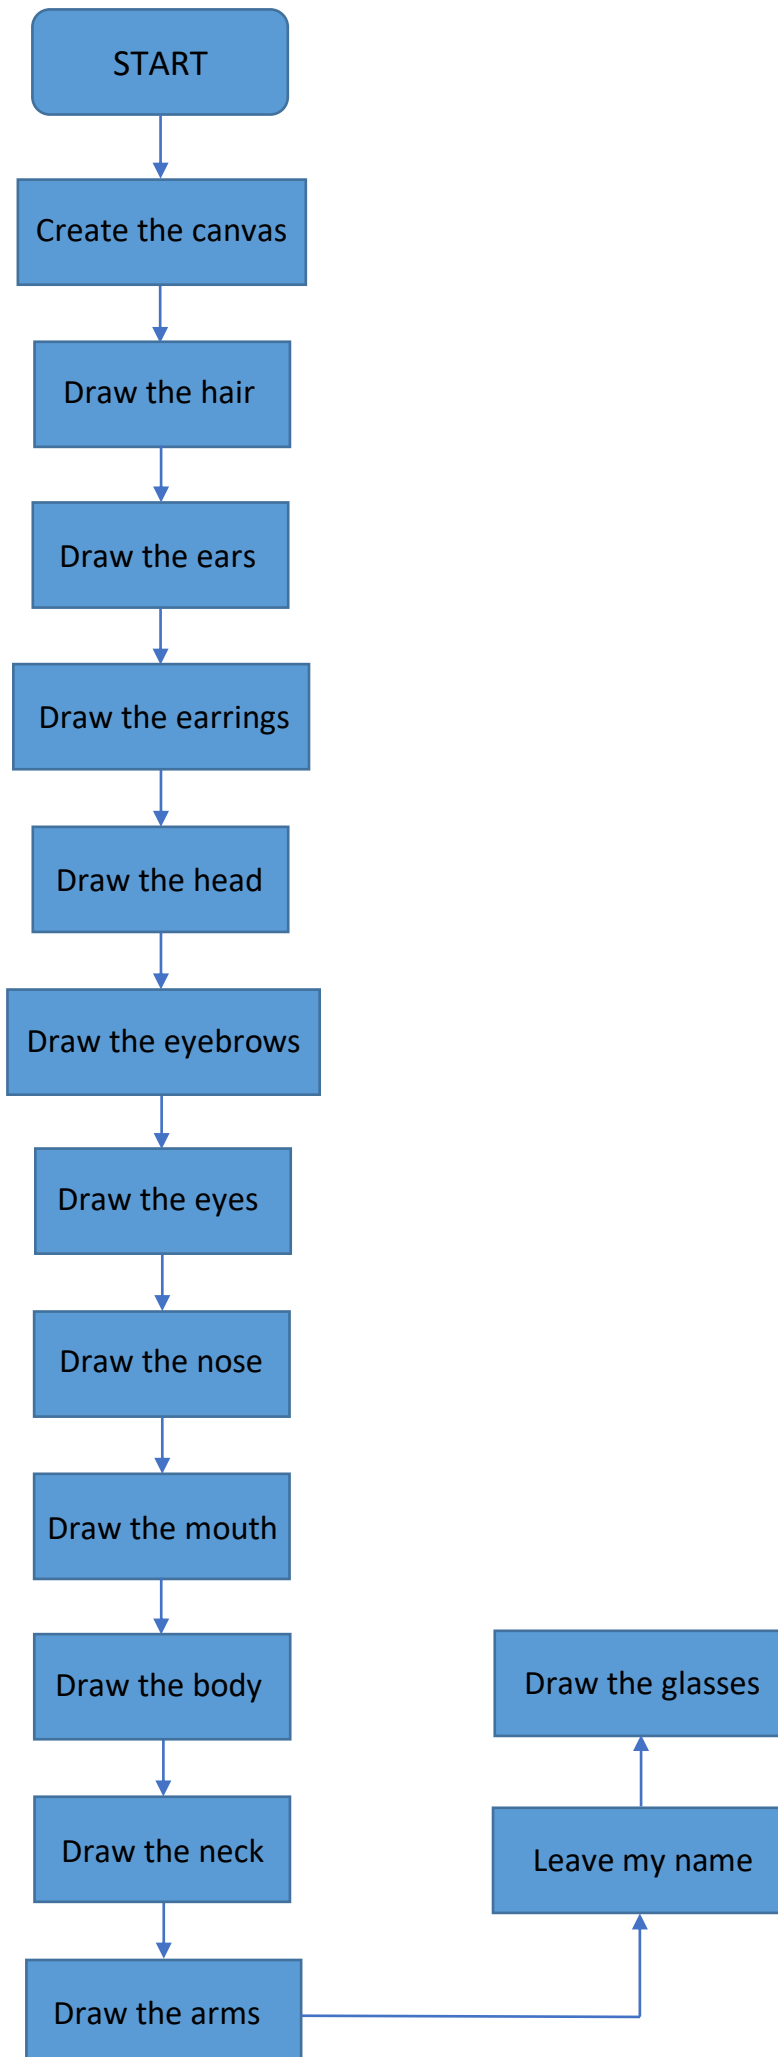 START
Create the canvas
Draw the hair
Draw the ears
Draw the earrings
Draw the head
Draw the eyebrows
Draw the eyes
Draw the nose
Draw the mouth
Draw the body
Draw the neck
Draw the arms
Leave my name
Draw the glasses